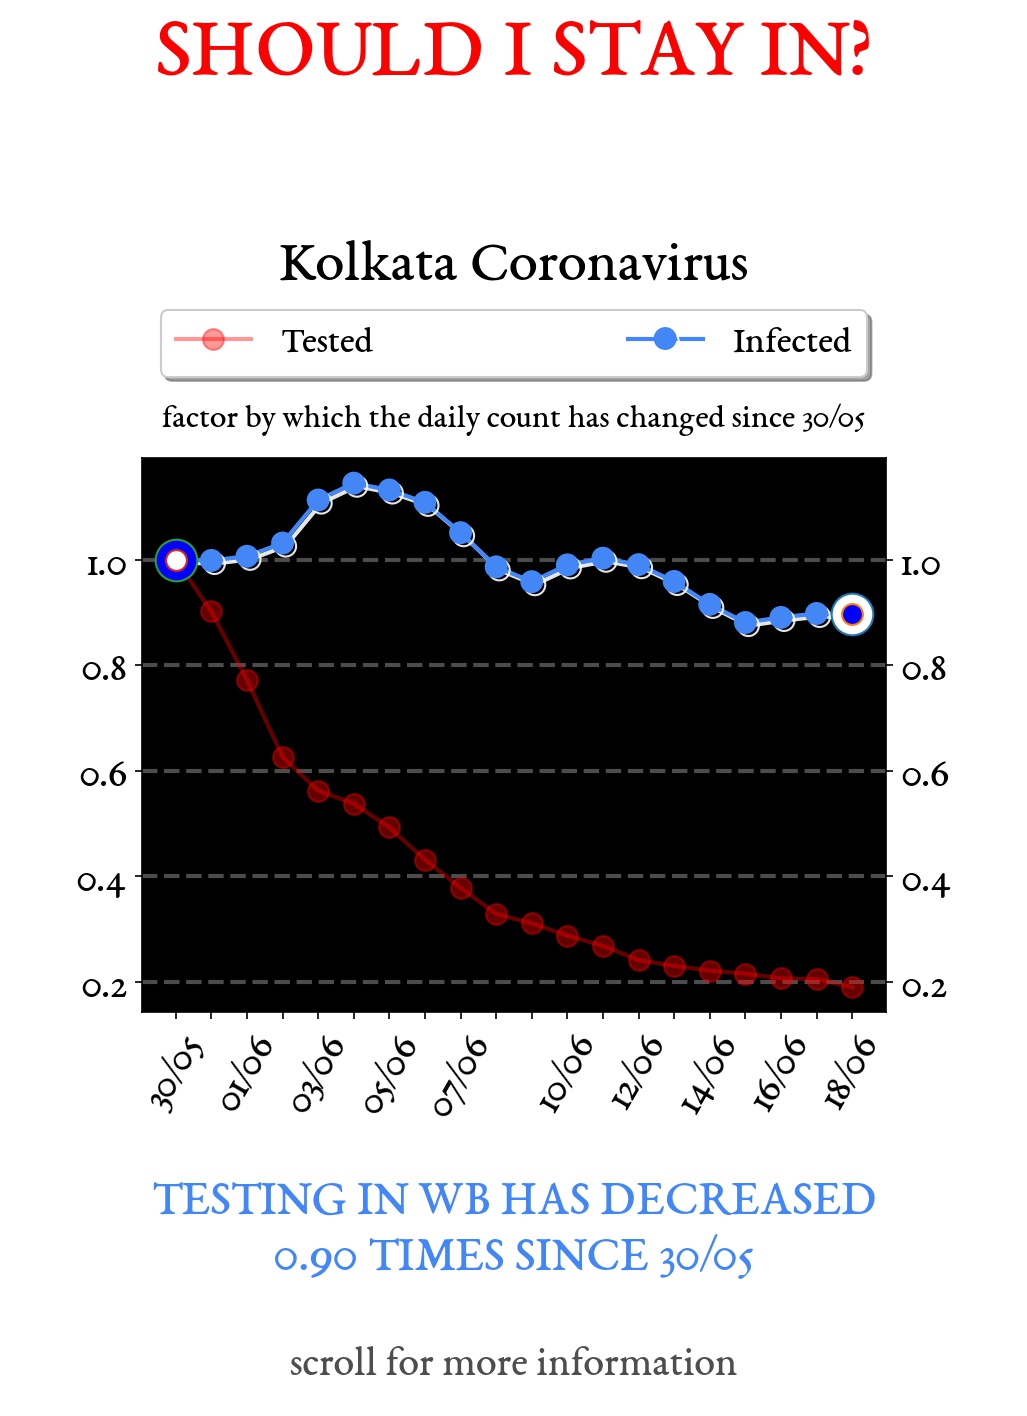 SHOULD I STAY IN?
Kolkata Coronavirus
Tested Infected
factor by which the daily count has changed since 30/05
1.0 1.0
0.8 0.8
0.6 0.6
0.4 0.4
0.2 0.2
30/05 01/06 03/06 05/06 07/06 10/06 12/06 14/06 16/06 18/06
TESTING IN WB HAS DECREASED
0.90 TIMES SINCE 30/05
scroll for more information